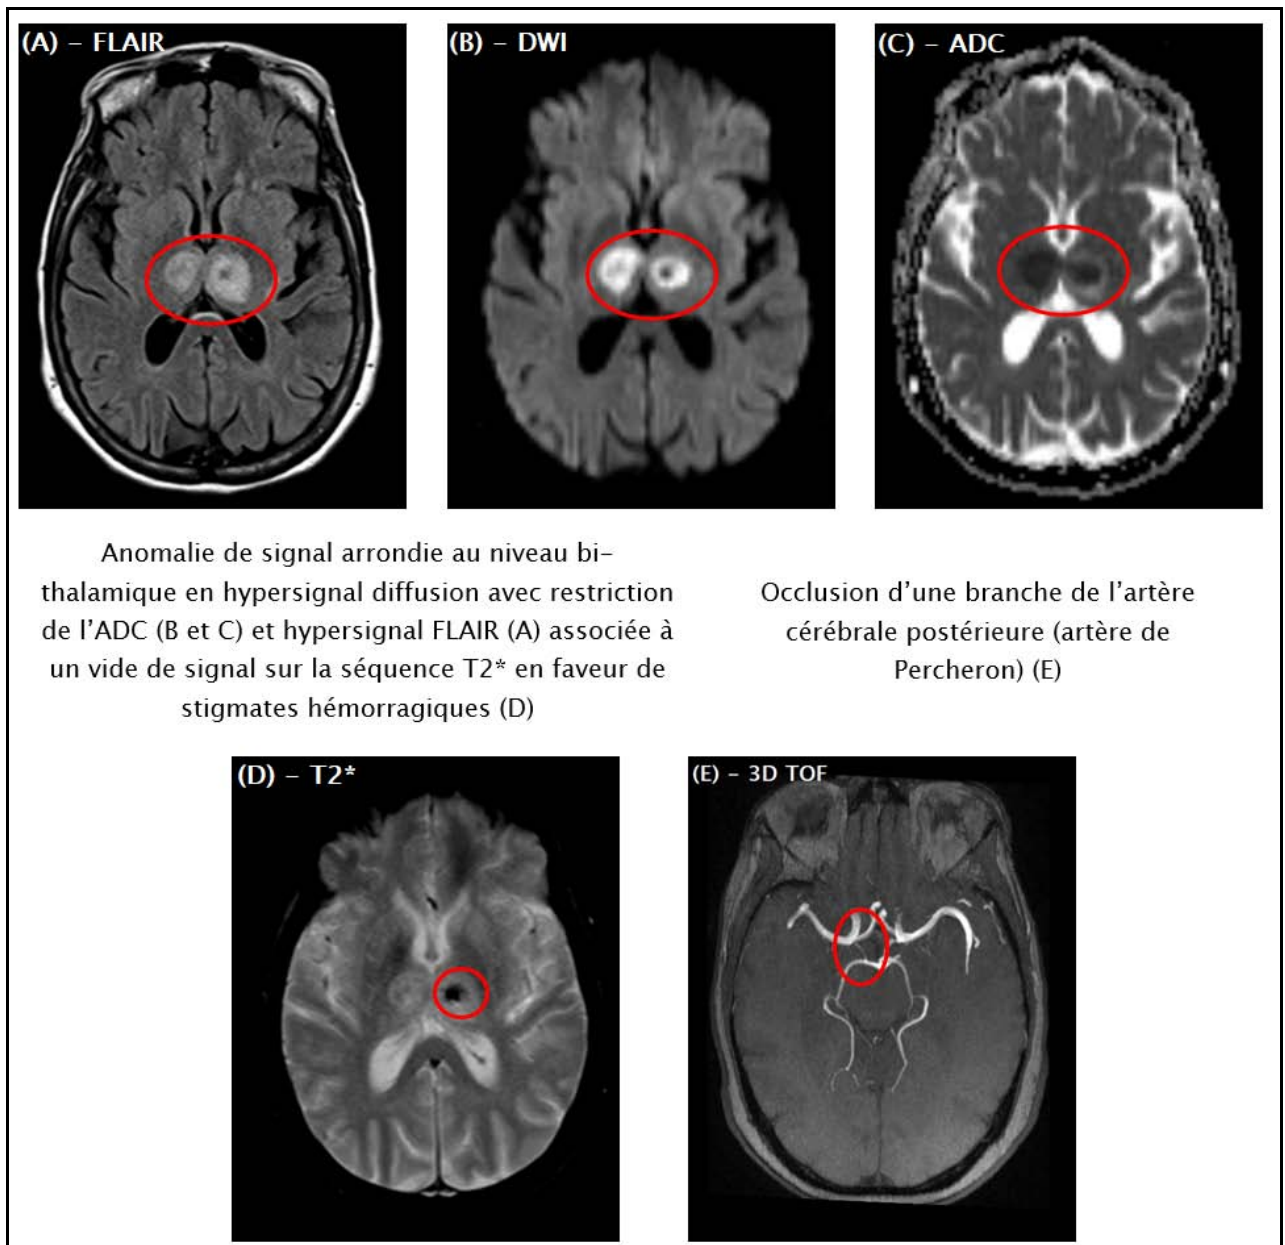 (A) – FLAIR
(B) – DWI
(C) – ADC
Anomalie de signal arrondie au niveau bi-
thalamique en hypersignal diffusion avec restriction
de l’ADC (B et C) et hypersignal FLAIR (A) associée à
un vide de signal sur la séquence T2* en faveur de
stigmates hémorragiques (D)
Occlusion d’une branche de l’artère
cérébrale postérieure (artère de
Percheron) (E)
(D) – T2*
(E) – 3D TOF